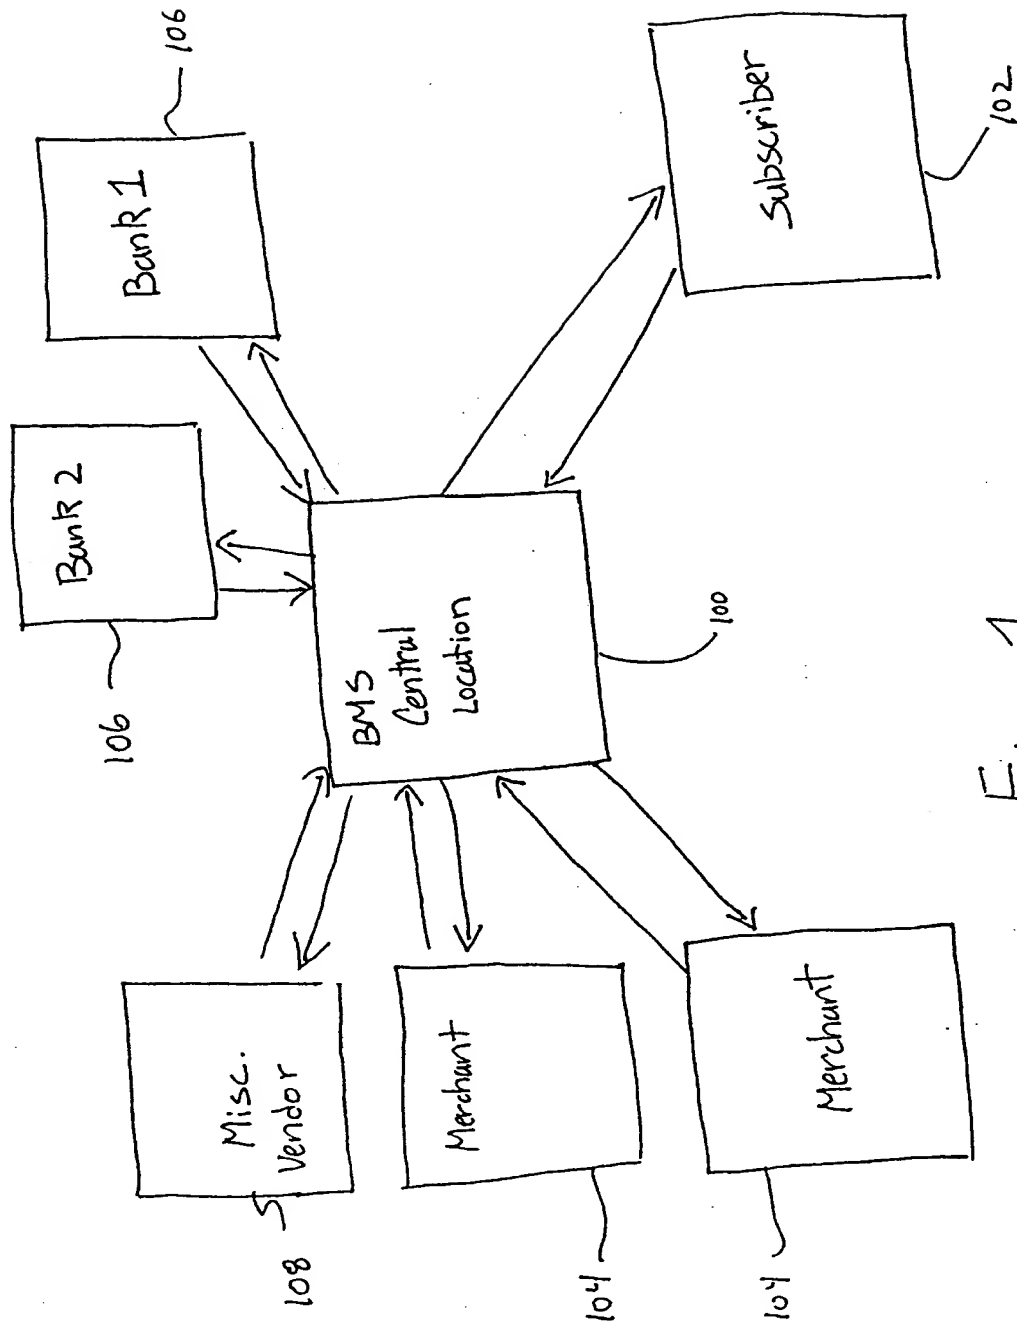 Misc.
Vendor
108
Bank 2
106
Bank 1
106
Merchant
104
BMS
Central
Location
100
Merchant
104
Subscriber
102